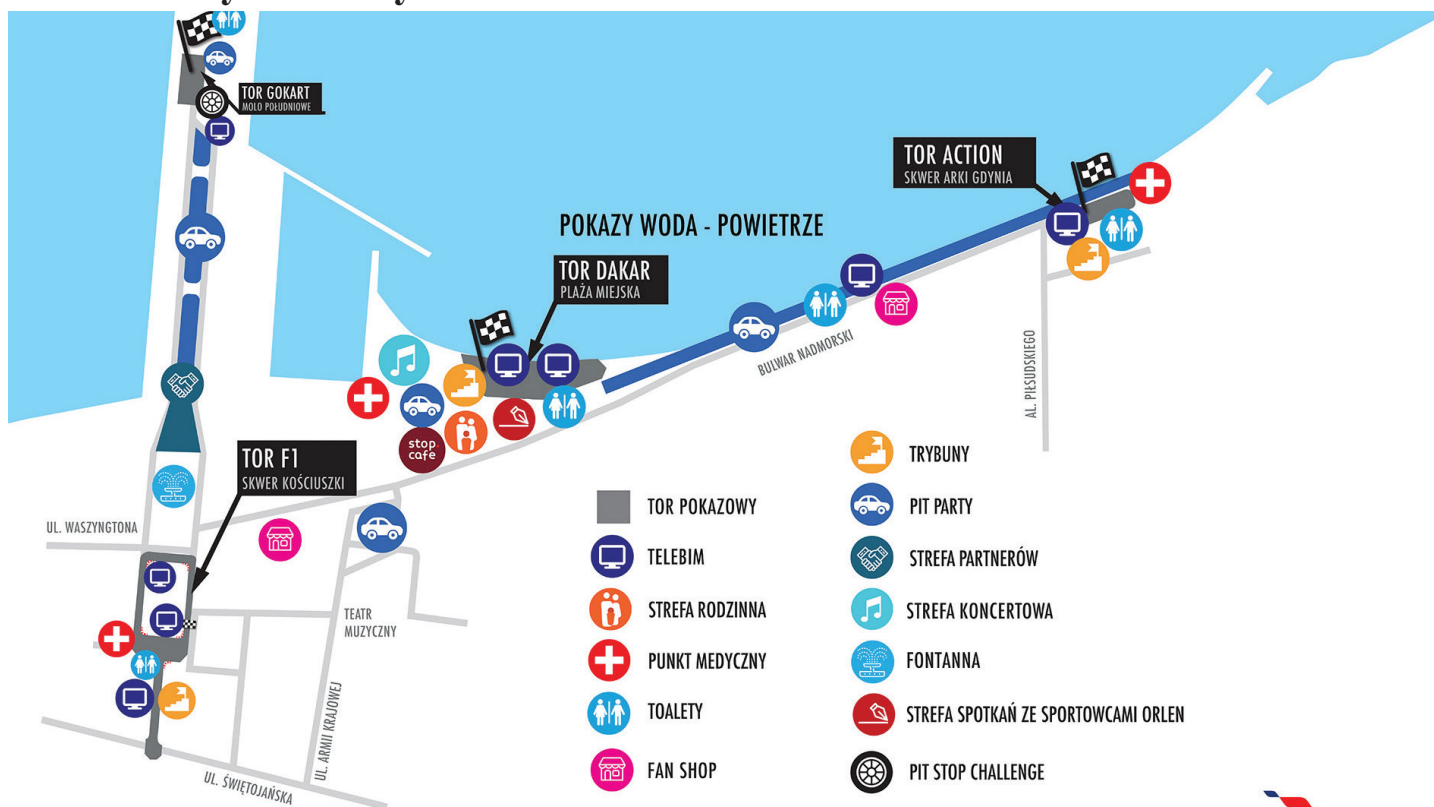 TOR GOKART
MOLO POŁUDNIOWE
TOR ACTION
SKWER ARKI GDYNIA
POKAZY WODA - POWIETRZE
TOR DAKAR
PLAŻA MIEJSKA
BULWAR NADMORSKI
AL. PIŁSUDSKIEGO
stop.
cafe
TOR F1
SKWER KOŚCIUSZKI
UL. WASZYNGTONA
TEATR
MUZYCZNY
UL. ARMII KRAJOWEJ
UL. ŚWIĘTOJAŃSKA
TOR POKAZOWY
TELEBIM
STREFA RODZINNA
PUNKT MEDYCZNY
TOALETY
FAN SHOP
TRYBUNY
PIT PARTY
STREFA PARTNERÓW
STREFA KONCERTOWA
FONTANNA
STREFA SPOTKAŃ ZE SPORTOWCAMI ORLEN
PIT STOP CHALLENGE